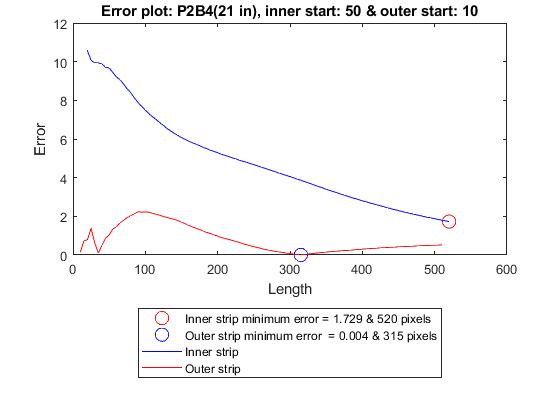 Error plot: P2B4(21 in), inner start: 50 & outer start: 10
12
10
8
6
4
2
0
Error
0 100 200 300 400 500 600
Length
Inner strip minimum error = 1.729 & 520 pixels
Outer strip minimum error = 0.004 & 315 pixels
Inner strip
Outer strip